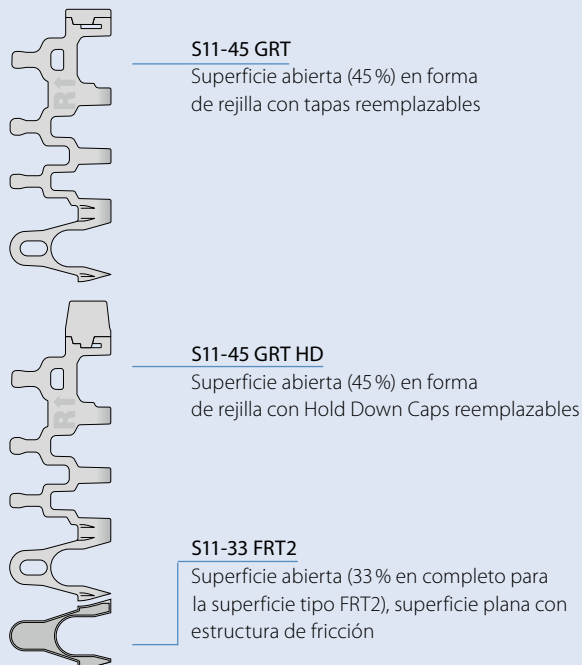 S11-45 GRT
Superficie abierta (45 %) en forma
de rejilla con tapas reemplazables
R1
S11-45 GRT HD
Superficie abierta (45 %) en forma
de rejilla con Hold Down Caps reemplazables
R1
S11-33 FRT2
Superficie abierta (33 % en completo para
la superficie tipo FRT2), superficie plana con
estructura de fricción